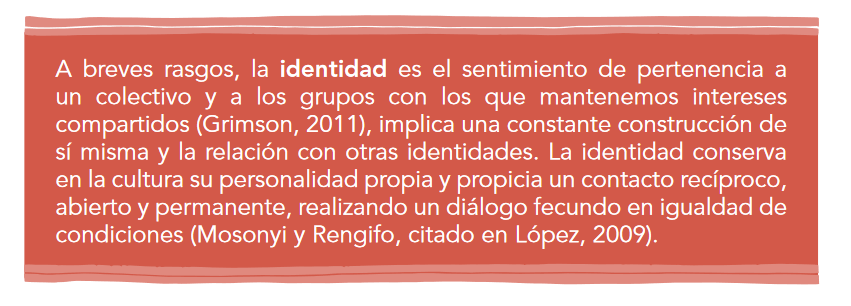 A breves rasgos, la identidad es el sentimiento de pertenencia a
un colectivo y a los grupos con los que mantenemos intereses
compartidos (Grimson, 2011), implica una constante construcción de
sí misma y la relación con otras identidades. La identidad conserva
en la cultura su personalidad propia y propicia un contacto recíproco,
abierto y permanente, realizando un diálogo fecundo en igualdad de
condiciones (Mosonyi y Rengifo, citado en López, 2009).